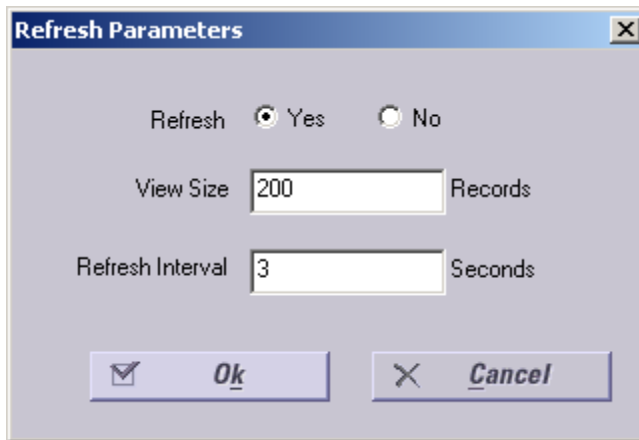 Refresh Parameters
Refresh Yes No
View Size 200 Records
Refresh Interval 3 Seconds
Ok Cancel